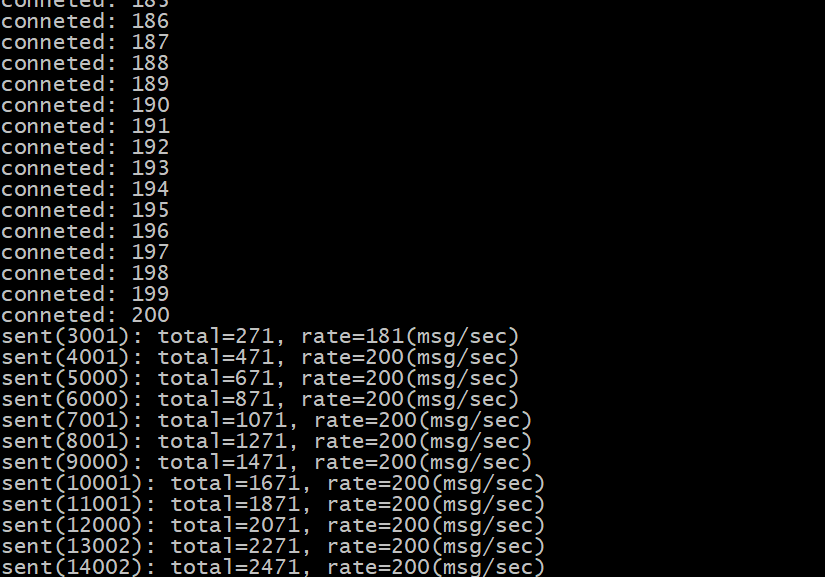 conneted: 185
conneted: 186
conneted: 187
conneted: 188
conneted: 189
conneted: 190
conneted: 191
conneted: 192
conneted: 193
conneted: 194
conneted: 195
conneted: 196
conneted: 197
conneted: 198
conneted: 199
conneted: 200
sent(3001): total=271, rate=181(msg/sec)
sent(4001): total=471, rate=200(msg/sec)
sent(5000): total=671, rate=200(msg/sec)
sent(6000): total=871, rate=200(msg/sec)
sent(7001): total=1071, rate=200(msg/sec)
sent(8001): total=1271, rate=200(msg/sec)
sent(9000): total=1471, rate=200(msg/sec)
sent(10001): total=1671, rate=200(msg/sec)
sent(11001): total=1871, rate=200(msg/sec)
sent(12000): total=2071, rate=200(msg/sec)
sent(13002): total=2271, rate=200(msg/sec)
sent(14002): total=2471, rate=200(msg/sec)